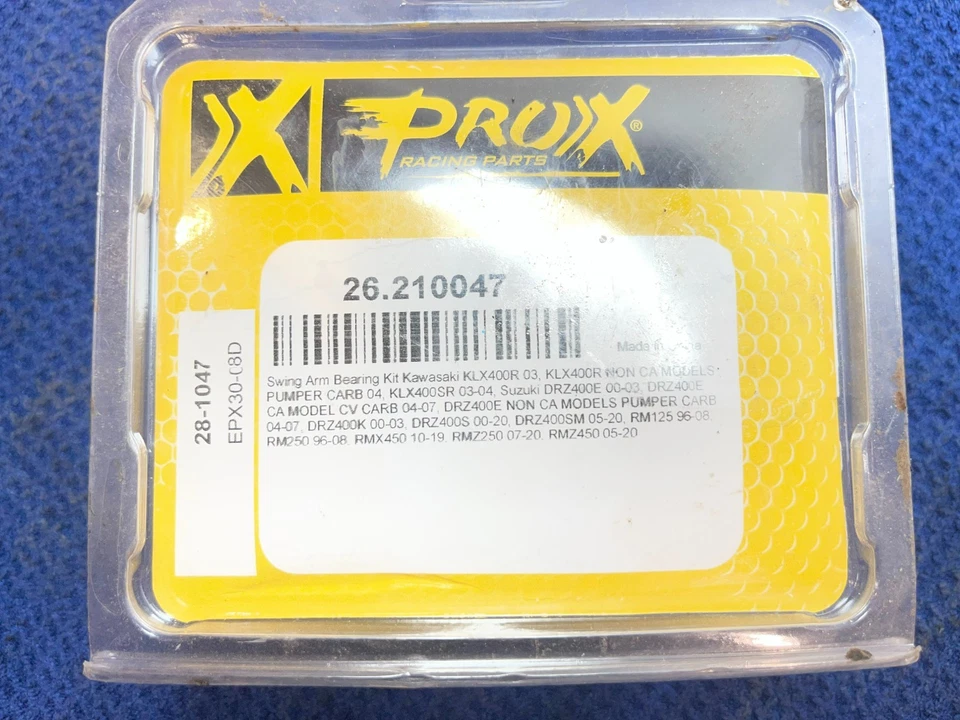 PROX®
RACING PARTS
26.210047
Made in
Swing Arm Bearing Kit Kawasaki KLX400R 03, KLX400R NON CA MODELS
PUMPER CARB 04, KLX400SR 03-04, Suzuki DRZ400E 00-03, DRZ400E
CA MODEL CV CARB 04-07, DRZ400E NON CA MODELS PUMPER CARB
04-07, DRZ400K 00-03, DRZ400S 00-20, DRZ400SM 05-20, RM125 96-08,
RM250 96-08, RMX450 10-19, RMZ250 07-20, RMZ450 05-20
28-1047
EPX30-08D